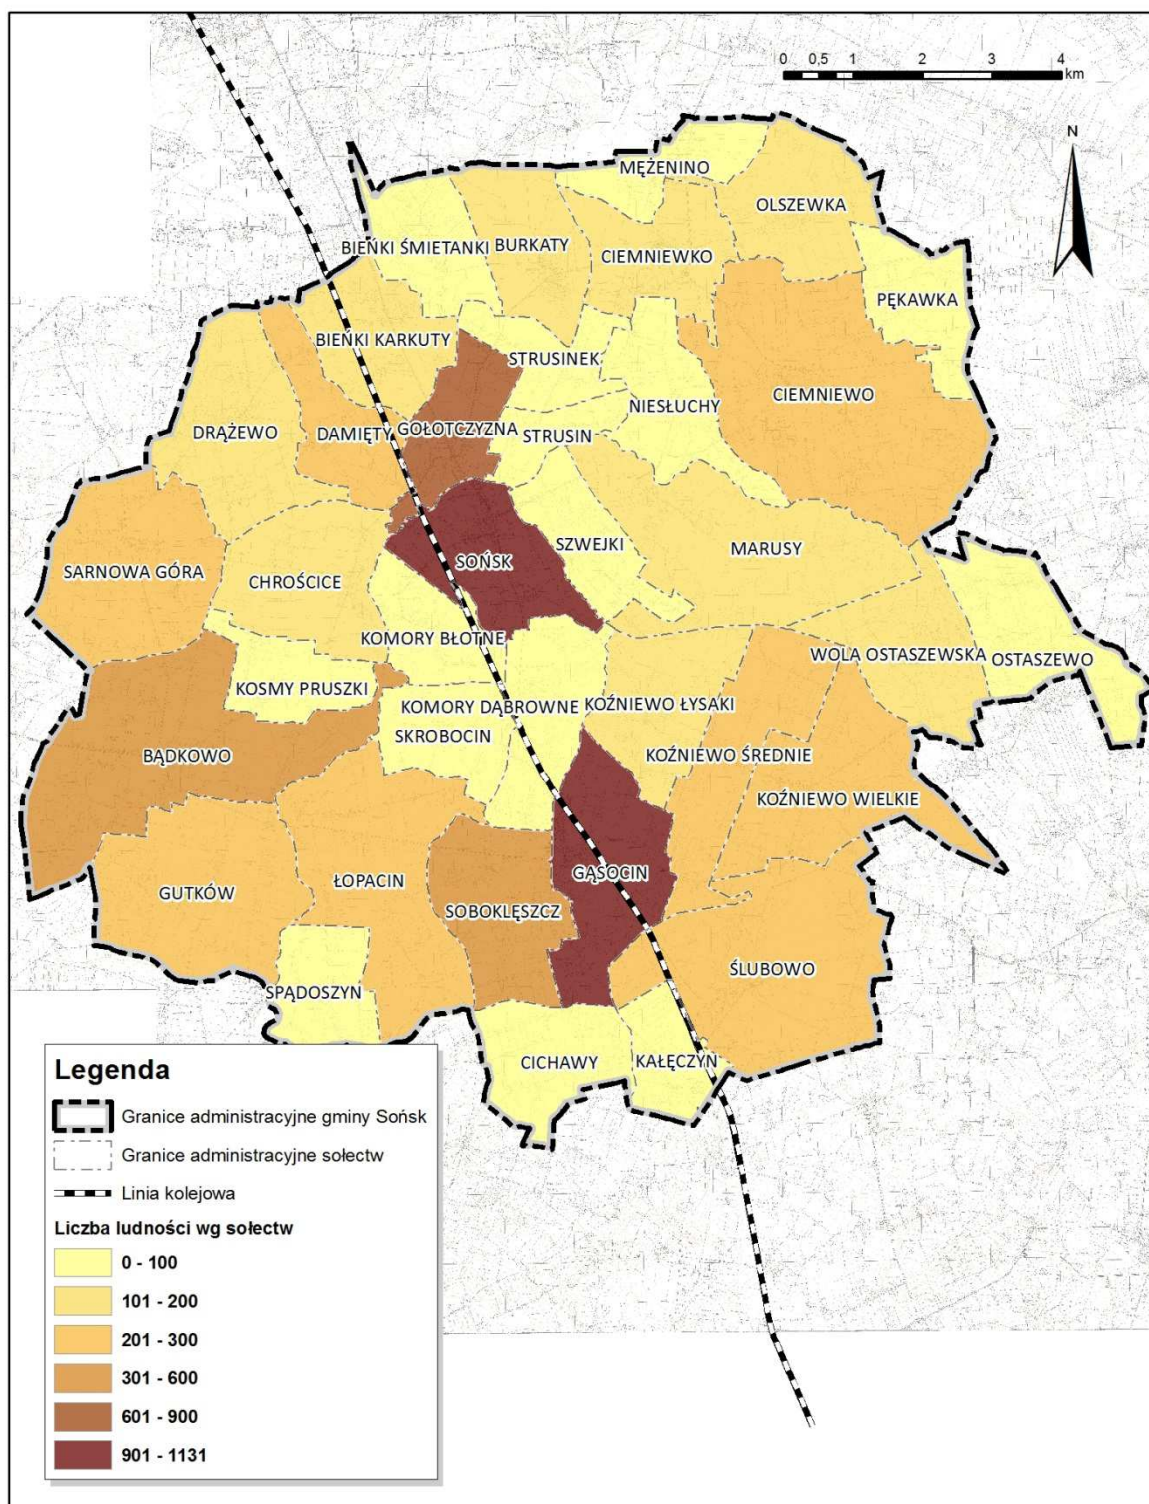 0 0,5 1 2 3 4
km
N
MĘŻENINO
OLSZEWKA
BIEŃKI ŚMIETANKI
BURKATY
CIEMNIEWKO
PĘKAWKA
BIEŃKI KARKUTY
STRUSINEK
NIESŁUCHY
CIEMNIEWO
DRĄŻEWO
DAMIĘTY
GOŁOTCZYZNA
STRUSIN
SARNOWA GÓRA
CHROŚCICE
SOŃSK
SZWEJKI
MARUSY
KOMORY BŁOTNE
WOLA OSTASZEWSKA
OSTASZEWO
KOSMY PRUSZKI
KOMORY DĄBROWNE
KOŹNIEWO ŁYSAKI
SKROBOCIN
BĄDKOWO
KOŹNIEWO ŚREDNIE
KOŹNIEWO WIELKIE
GUTKÓW
ŁOPACIN
GĄSOCIN
SOBOKLĘSZCZ
ŚLUBOWO
SPĄDOSZYN
CICHAWY
KAŁĘCZYN
Legenda
Granice administracyjne gminy Sońsk
Granice administracyjne sołectw
Linia kolejowa
Liczba ludności wg sołectw
0 - 100
101 - 200
201 - 300
301 - 600
601 - 900
901 - 1131